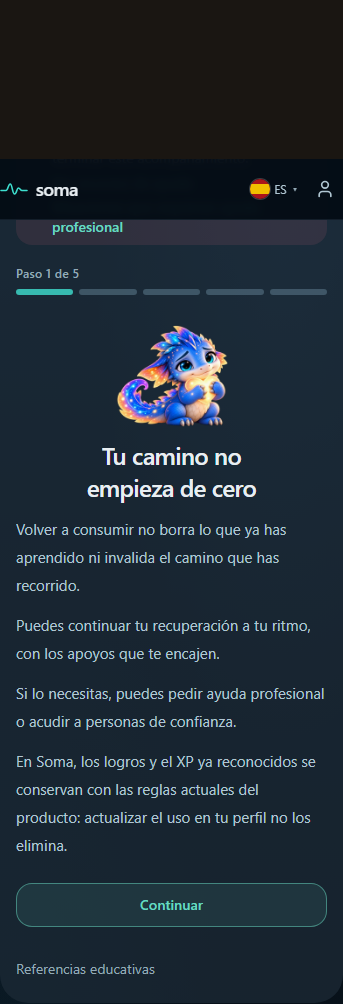 soma
ES
profesional
Paso 1 de 5
Tu camino no
empieza de cero
Volver a consumir no borra lo que ya has
aprendido ni invalida el camino que has
recorrido.
Puedes continuar tu recuperación a tu ritmo,
con los apoyos que te encajen.
Si lo necesitas, puedes pedir ayuda profesional
o acudir a personas de confianza.
En Soma, los logros y el XP ya reconocidos se
conservan con las reglas actuales del
producto: actualizar el uso en tu perfil no los
elimina.
Continuar
Referencias educativas